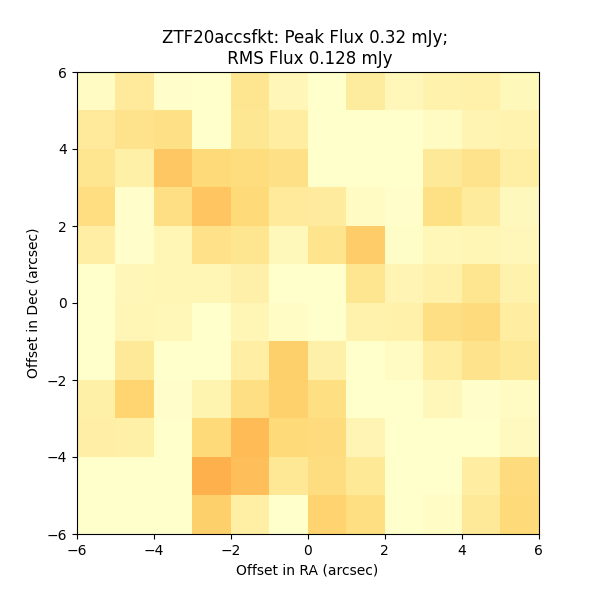 ZTF20accsfkt: Peak Flux 0.32 mJy;
RMS Flux 0.128 mJy
6
4
2
0
−2
−4
−6
Offset in Dec (arcsec)
−6 −4 −2 0 2 4 6
Offset in RA (arcsec)